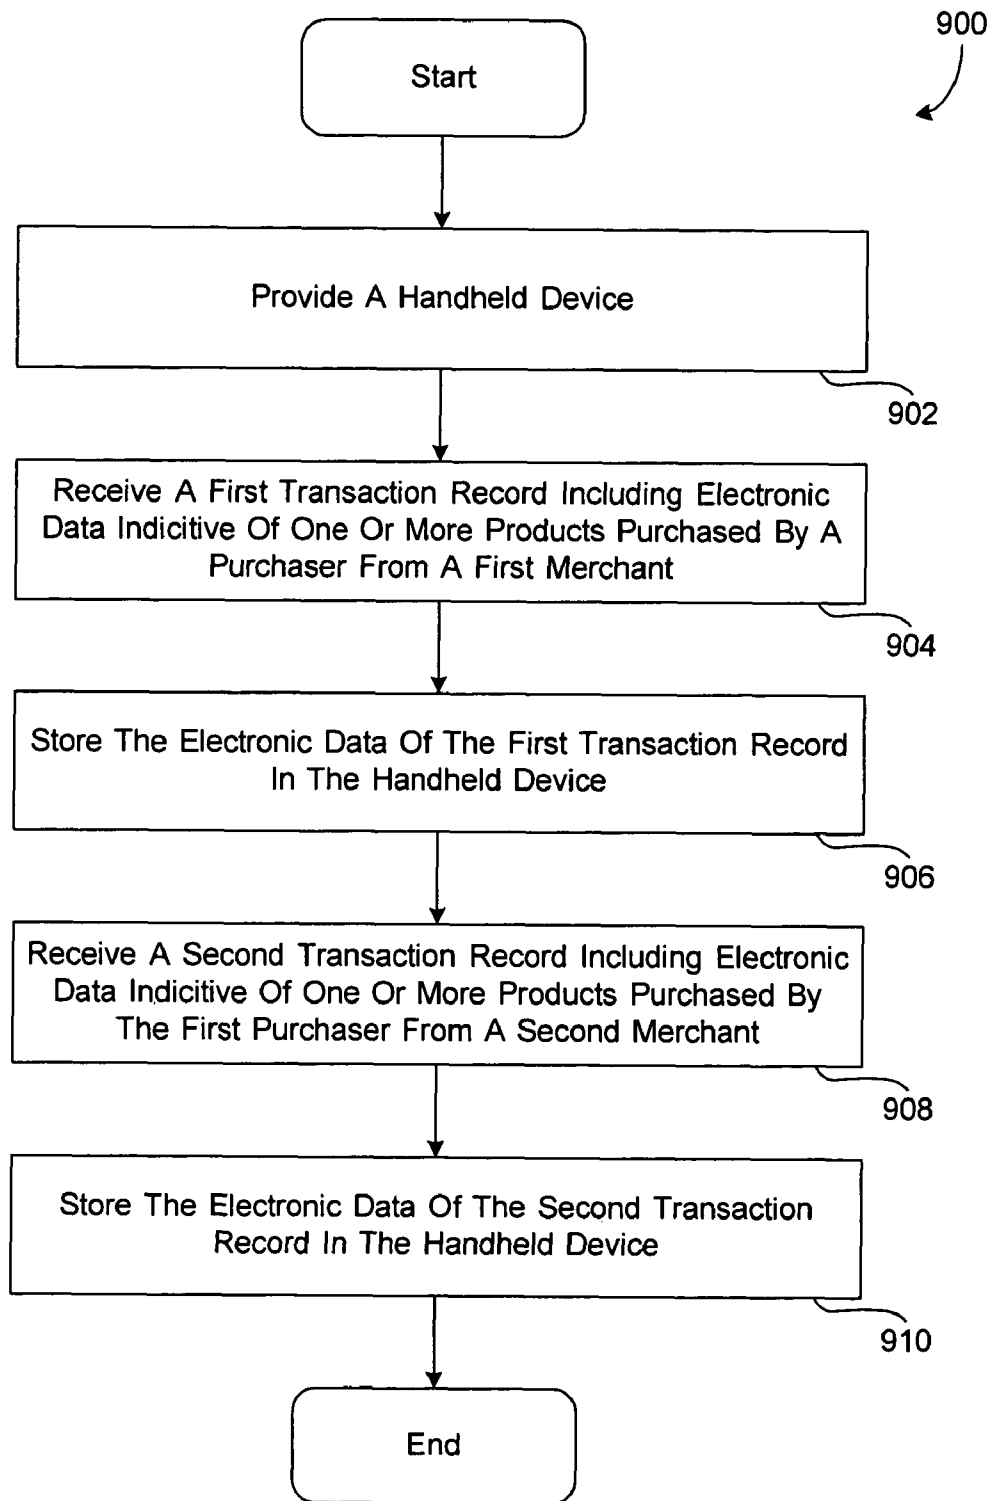 900
Start
Provide A Handheld Device
902
Receive A First Transaction Record Including Electronic
Data Indicitive Of One Or More Products Purchased By A
Purchaser From A First Merchant
904
Store The Electronic Data Of The First Transaction Record
In The Handheld Device
906
Receive A Second Transaction Record Including Electronic
Data Indicitive Of One Or More Products Purchased By
The First Purchaser From A Second Merchant
908
Store The Electronic Data Of The Second Transaction
Record In The Handheld Device
910
End